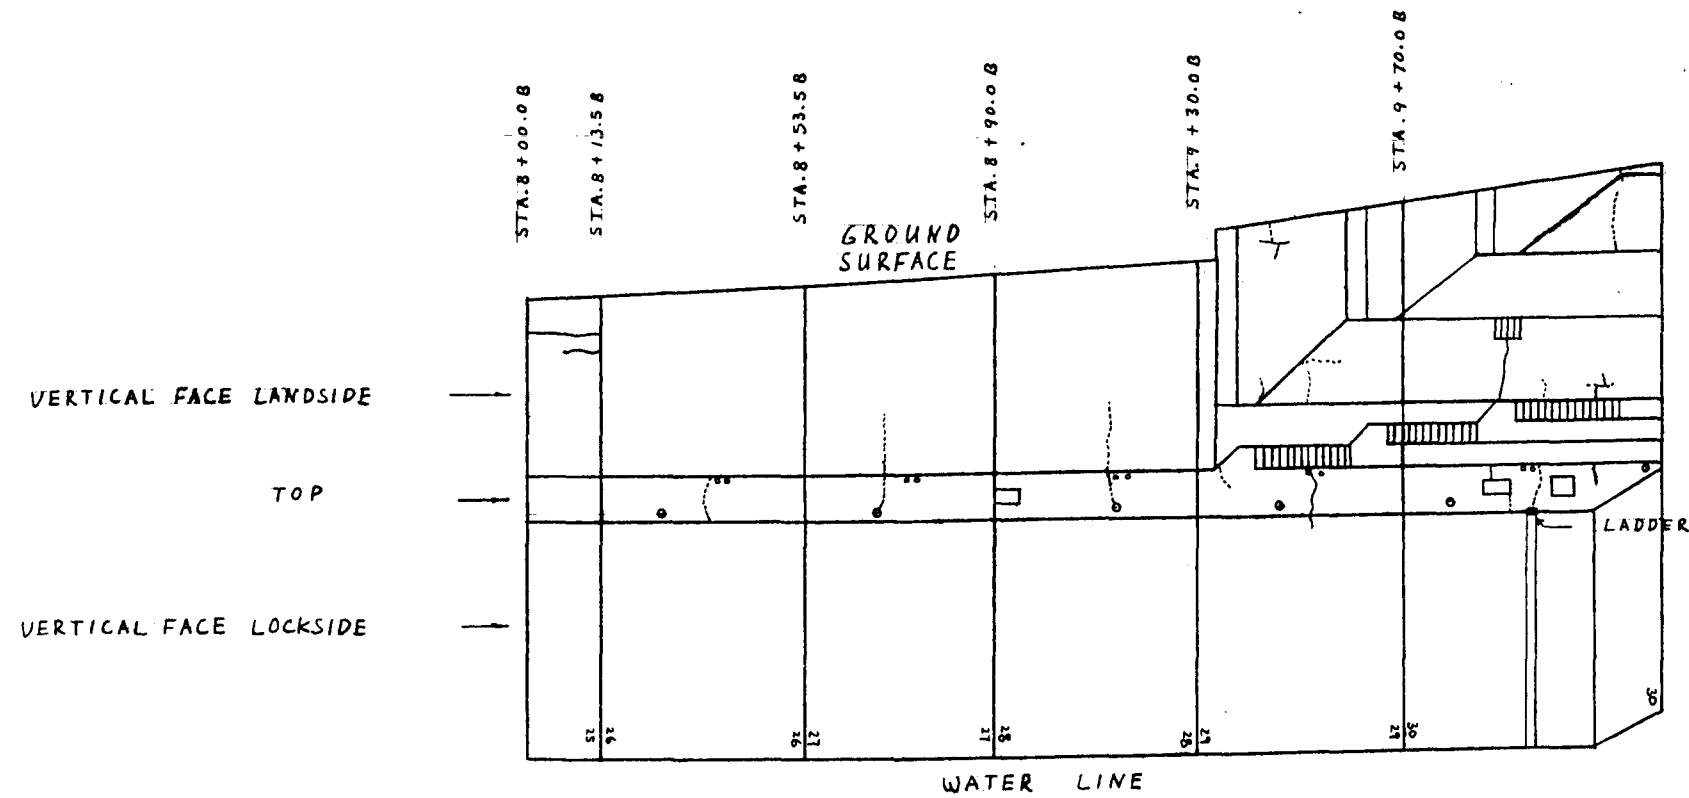 STA. 8 + 00.0 B
STA. 8 + 13.5 B
STA. 8 + 53.5 B
STA. 8 + 90.0 B
STA. 9 + 30.0 B
STA. 9 + 70.0 B
GROUND
SURFACE
VERTICAL FACE LANDSIDE
TOP
LADDER
VERTICAL FACE LOCKSIDE
25
26
26
27
27
28
28
29
29
30
30
WATER LINE